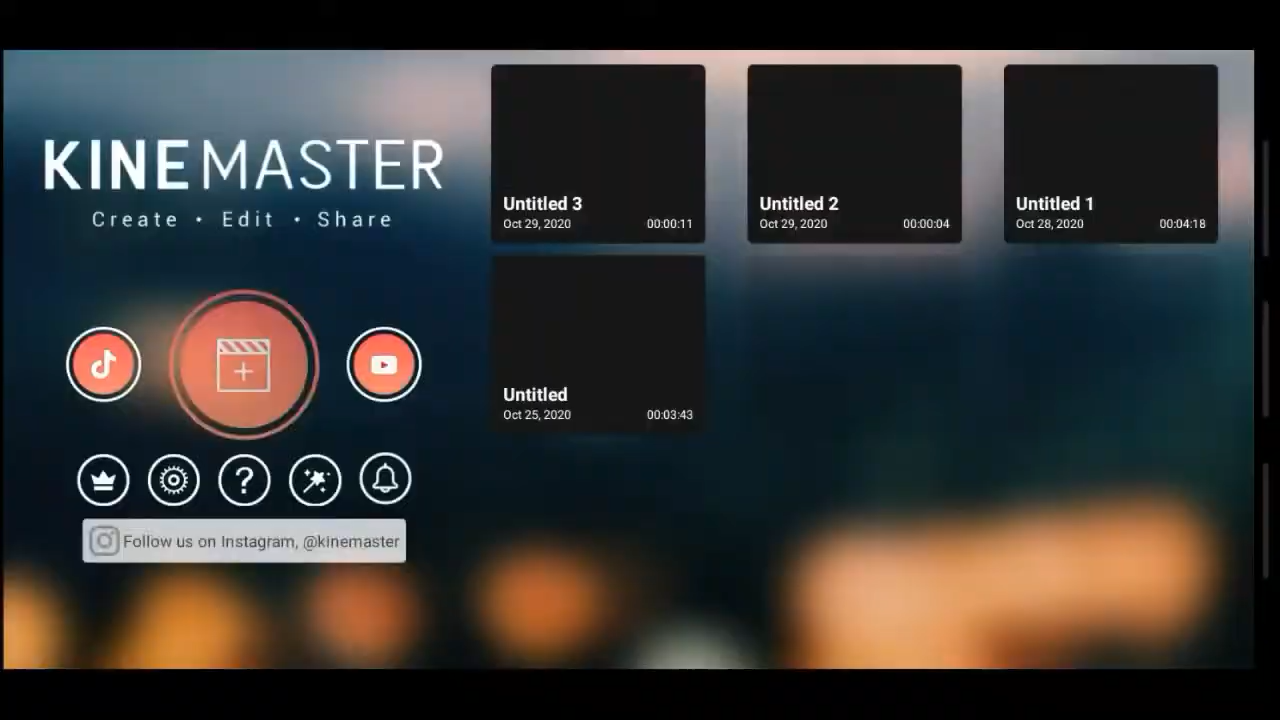 KINEMASTER
Create • Edit • Share
Follow us on Instagram, @kinemaster
Untitled 3
Oct 29, 2020 00:00:11
Untitled 2
Oct 29, 2020 00:00:04
Untitled 1
Oct 28, 2020 00:04:18
Untitled
Oct 25, 2020 00:03:43